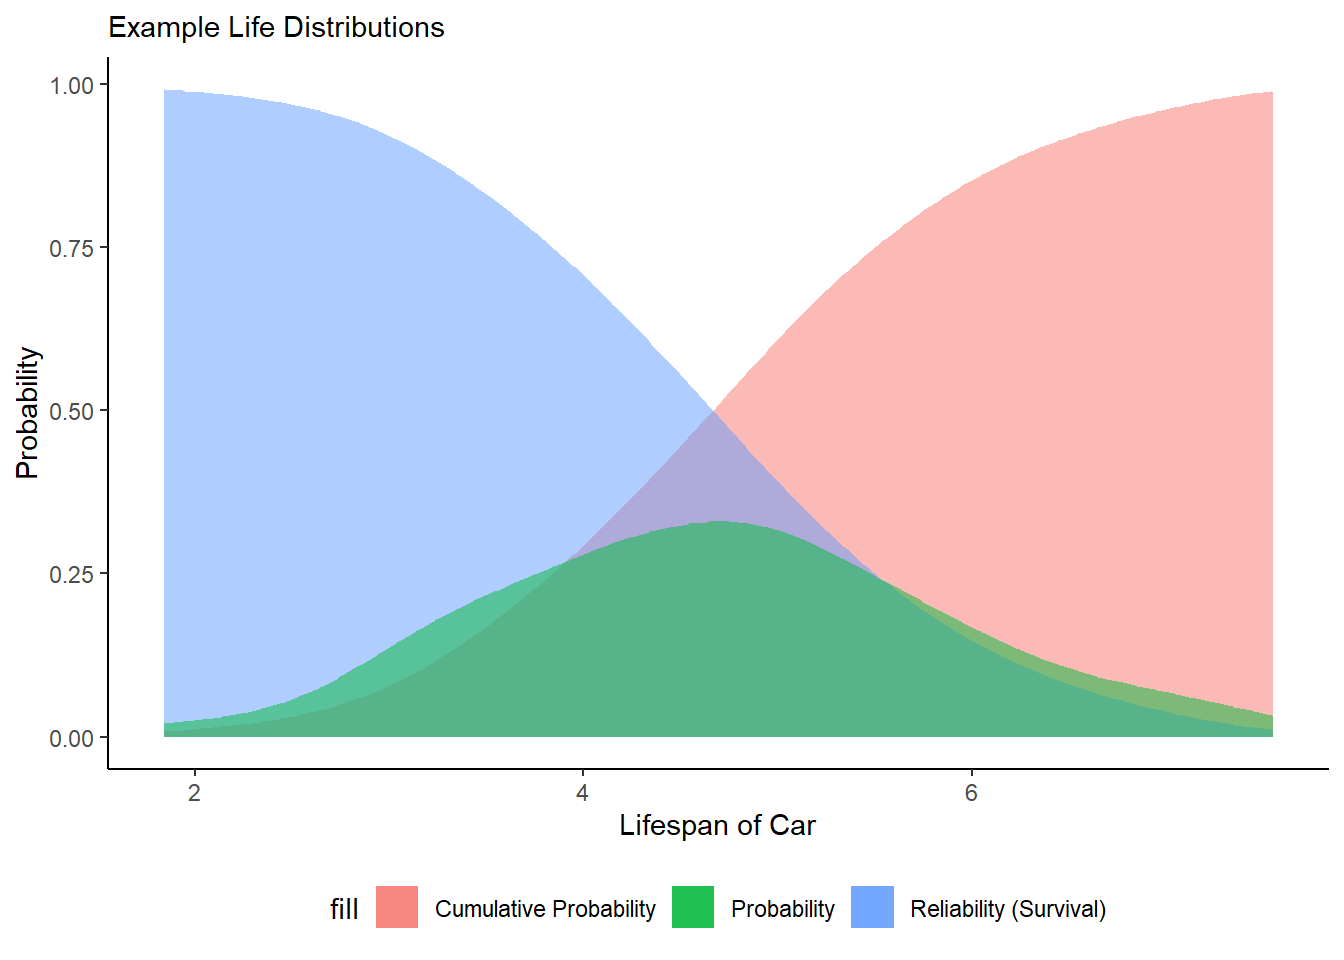 Example Life Distributions
1.00
0.75
0.50
0.25
0.00
Probability
2 4 6
Lifespan of Car
fill Cumulative Probability Probability Reliability (Survival)